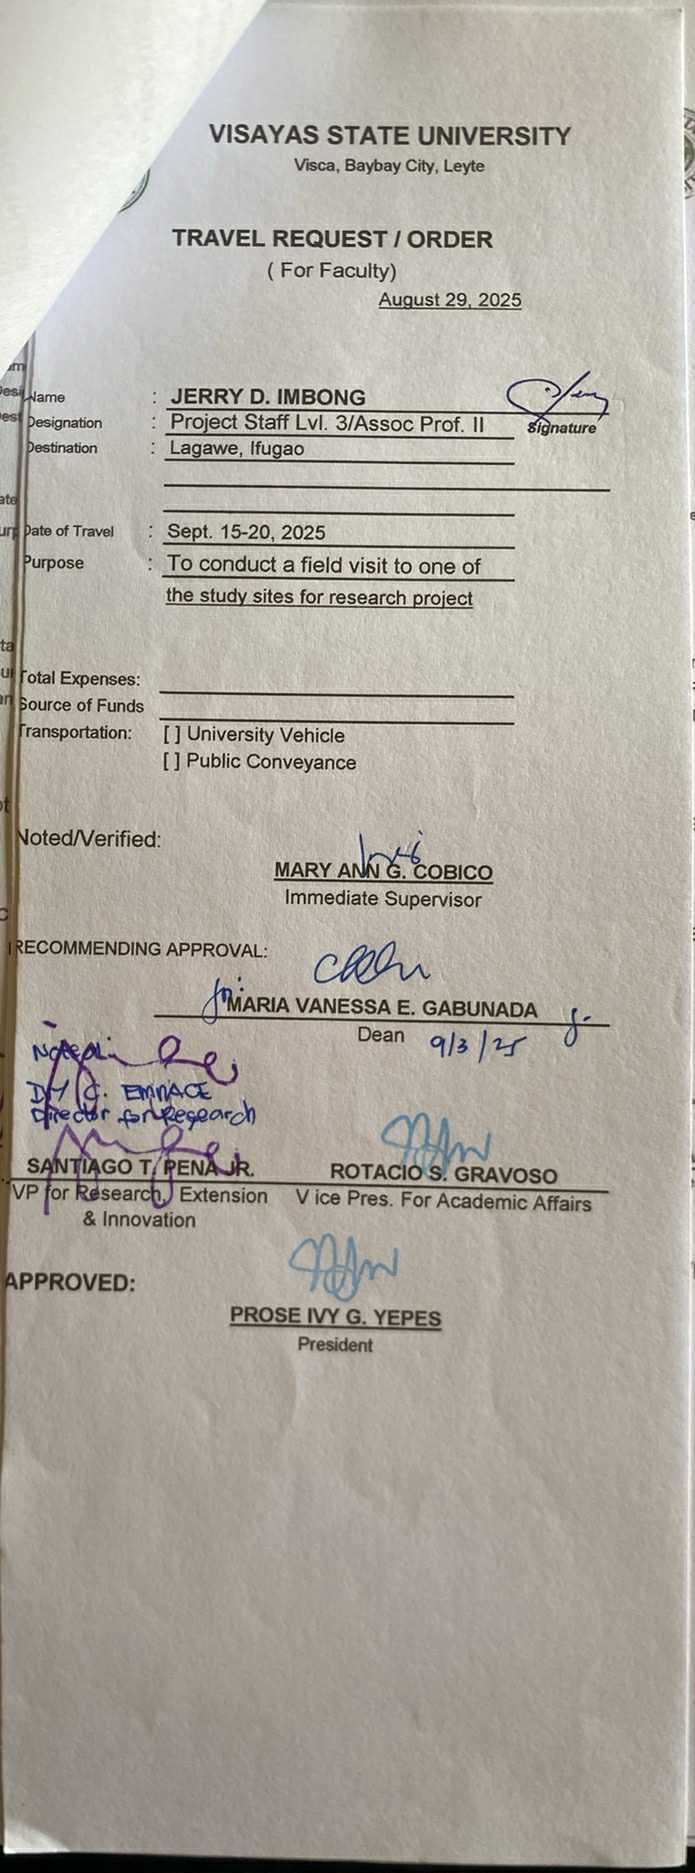 VISAYAS STATE UNIVERSITY
Visca, Baybay City, Leyte
TRAVEL REQUEST / ORDER
( For Faculty)
August 29, 2025
Name : JERRY D. IMBONG
Signature
Designation : Project Staff Lvl. 3/Assoc Prof. II
Destination : Lagawe, Ifugao
Date of Travel : Sept. 15-20, 2025
Purpose : To conduct a field visit to one of
the study sites for research project
Total Expenses:
Source of Funds
Transportation: [ ] University Vehicle
[ ] Public Conveyance
Noted/Verified:
MARY ANN G. COBICO
Immediate Supervisor
RECOMMENDING APPROVAL:
MARIA VANESSA E. GABUNADA
Dean 9/3/25
EMNACE
Director for Research
SANTIAGO T. PENA JR. ROTACIO S. GRAVOSO
VP for Research, Extension V ice Pres. For Academic Affairs
& Innovation
APPROVED:
PROSE IVY G. YEPES
President